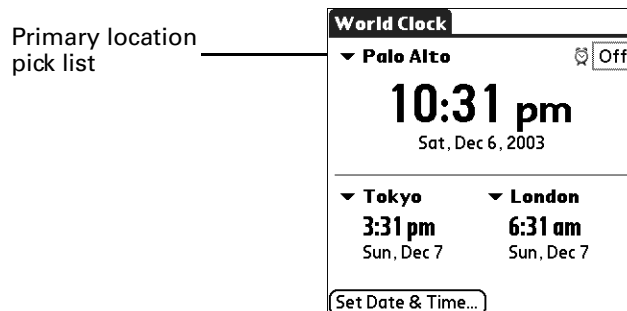 Primary location
pick list
World Clock
Palo Alto
Off
10:31 pm
Sat, Dec 6, 2003
Tokyo
London
3:31 pm
6:31 am
Sun, Dec 7
Sun, Dec 7
Set Date & Time...